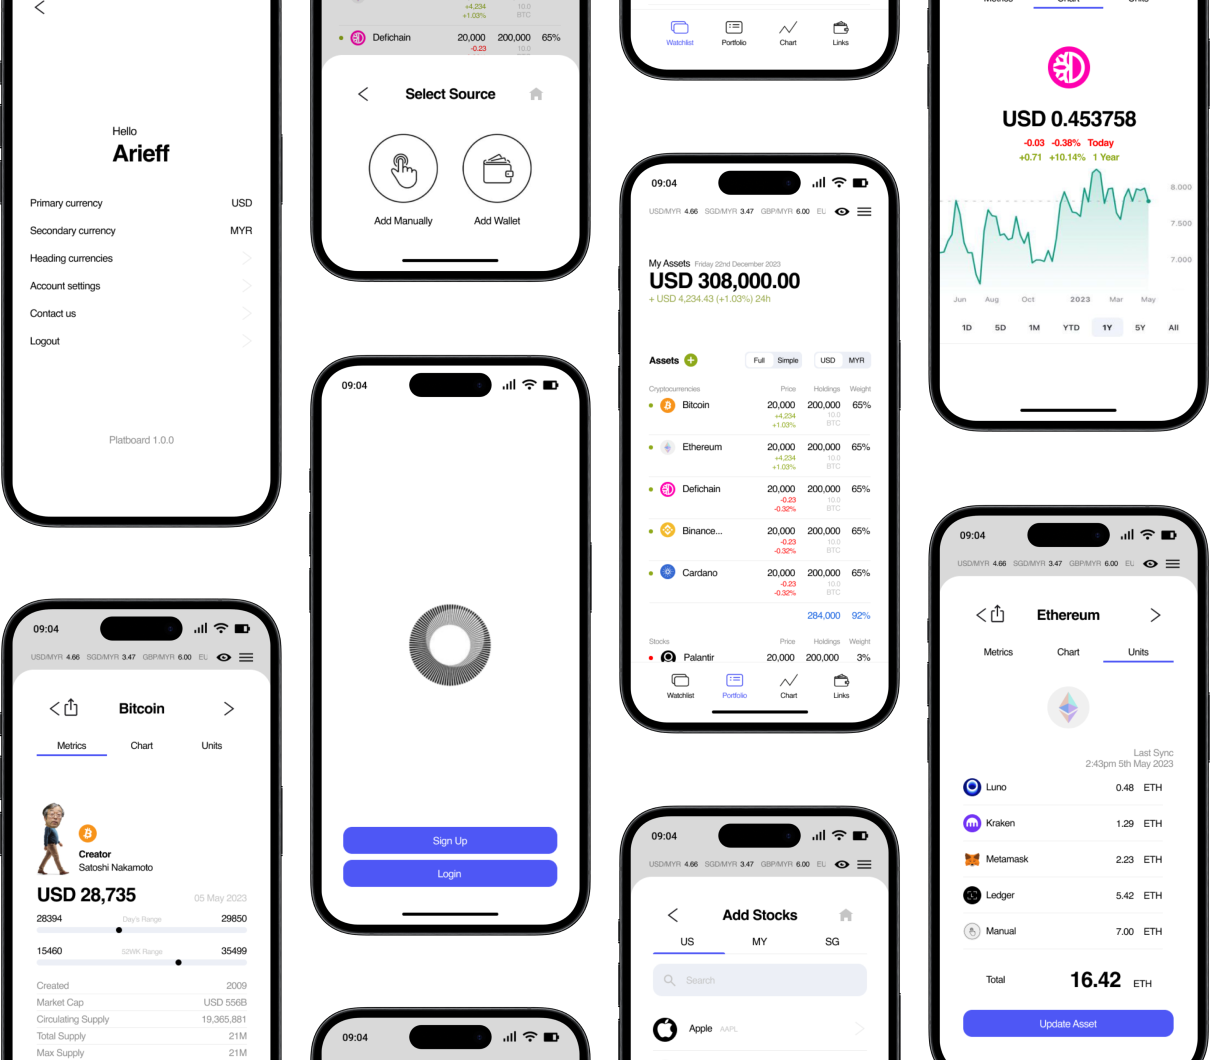 Hello
Arieff
Primary currency USD
Secondary currency MYR
Heading currencies
Account settings
Contact us
Logout
Platboard 1.0.0
09:04
USD/MYR 4.66 SGD/MYR 3.47 GBP/MYR 6.00 EU
Bitcoin
Metrics Chart Units
Creator
Satoshi Nakamoto
USD 28,735 05 May 2023
28394 Day's Range 29850
15460 52WK Range 35499
Created 2009
Market Cap USD 556B
Circulating Supply 19,365,881
Total Supply 21M
Max Supply 21M
+4,234 10.0
+1.03% BTC
Defichain 20,000 200,000 65%
-0.23 10.0
Select Source
Add Manually Add Wallet
09:04
Sign Up
Login
09:04
Watchlist Portfolio Chart Links
09:04
USD/MYR 4.66 SGD/MYR 3.47 GBP/MYR 6.00 EU
My Assets Friday 22nd December 2023
USD 308,000.00
+ USD 4,234.43 (+1.03%) 24h
Assets Full Simple USD MYR
Cryptocurrencies Price Holdings Weight
Bitcoin 20,000 200,000 65%
+4,234 10.0
+1.03% BTC
Ethereum 20,000 200,000 65%
+4,234 10.0
+1.03% BTC
Defichain 20,000 200,000 65%
-0.23 10.0
-0.32% BTC
Binance... 20,000 200,000 65%
-0.23 10.0
-0.32% BTC
Cardano 20,000 200,000 65%
-0.23 10.0
-0.32% BTC
284,000 92%
Stocks Price Holdings Weight
Palantir 20,000 200,000 3%
Watchlist Portfolio Chart Links
09:04
USD/MYR 4.66 SGD/MYR 3.47 GBP/MYR 6.00 EU
Add Stocks
US MY SG
Search
Apple AAPL
Metrics Chart Units
USD 0.453758
-0.03 -0.38% Today
+0.71 +10.14% 1 Year
8.000
7.500
7.000
Jun Aug Oct 2023 Mar May
1D 5D 1M YTD 1Y 5Y All
09:04
USD/MYR 4.66 SGD/MYR 3.47 GBP/MYR 6.00 EU
Ethereum
Metrics Chart Units
Last Sync
2:43pm 5th May 2023
Luno 0.48 ETH
Kraken 1.29 ETH
Metamask 2.23 ETH
Ledger 5.42 ETH
Manual 7.00 ETH
Total 16.42 ETH
Update Asset